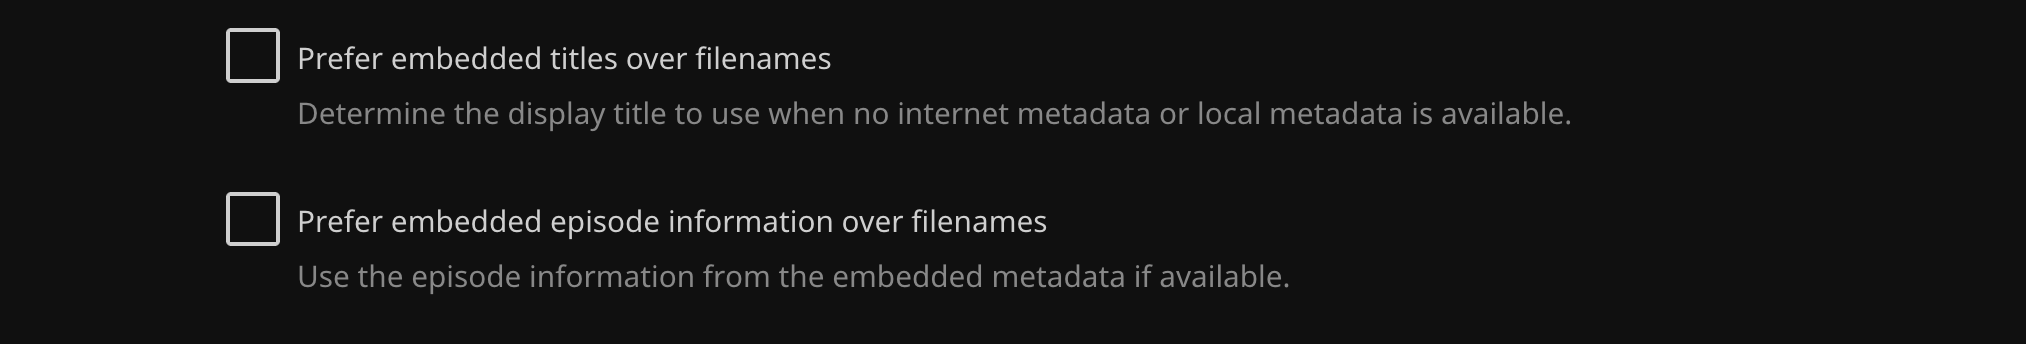 Prefer embedded titles over filenames
Determine the display title to use when no internet metadata or local metadata is available.
Prefer embedded episode information over filenames
Use the episode information from the embedded metadata if available.